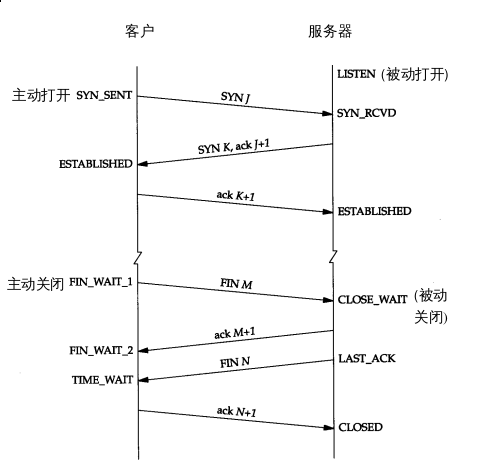 客户 服务器
LISTEN (被动打开)
主动打开 SYN_SENT
SYN J
SYN_RCVD
SYN K, ack J+1
ESTABLISHED
ack K+1
ESTABLISHED
主动关闭 FIN_WAIT_1
FIN M
CLOSE_WAIT (被动
关闭)
ack M+1
FIN_WAIT_2
LAST_ACK
FIN N
TIME_WAIT
ack N+1
CLOSED